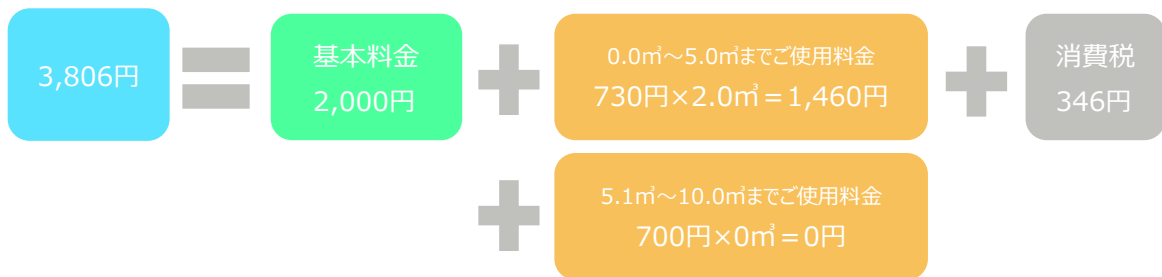 3,806円
基本料金
2,000円
0.0㎥～5.0㎥までご使用料金
730円×2.0㎥＝1,460円
消費税
346円
5.1㎥～10.0㎥までご使用料金
700円×0㎥＝0円